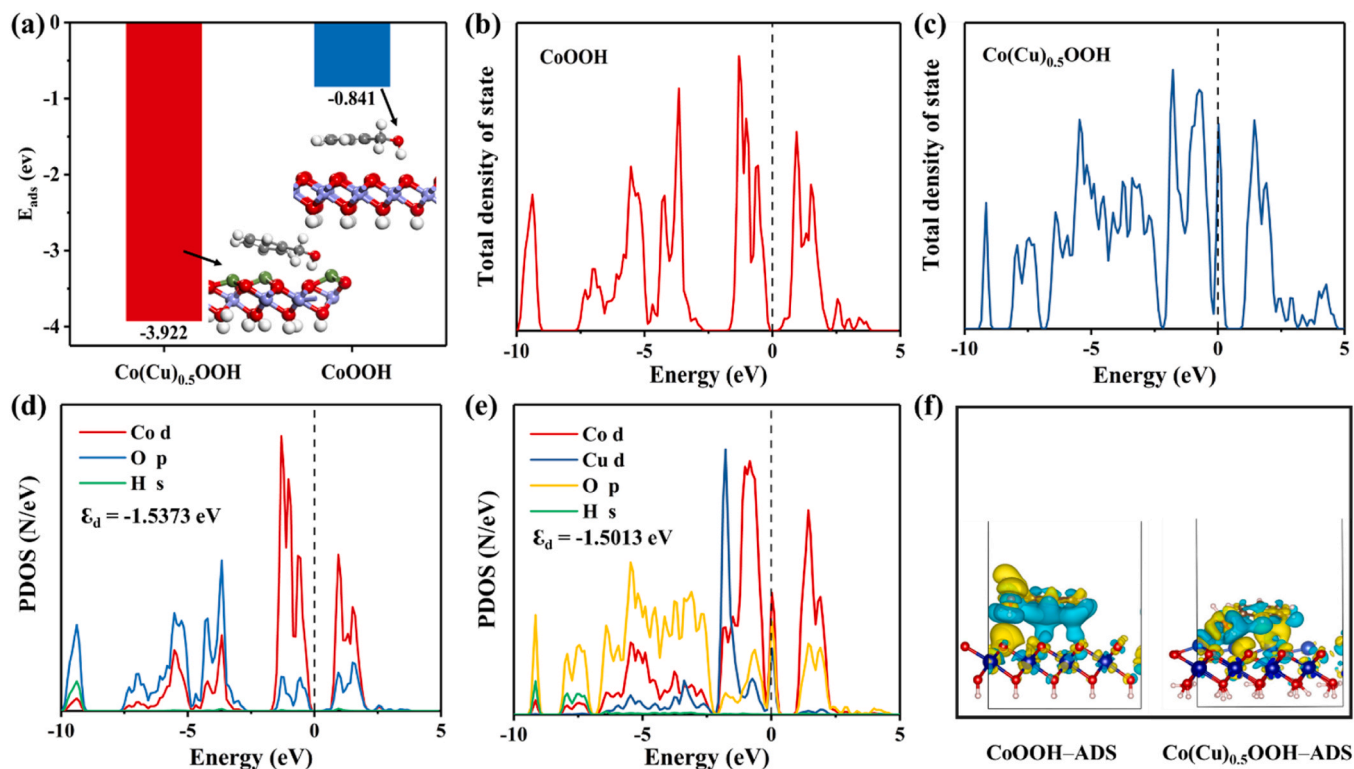 (a)
0
-1
-2
-3
-4
E_ads (ev)
-0.841
-3.922
Co(Cu)₀.₅OOH
CoOOH
(b)
CoOOH
Total density of state
-10
-5
0
5
Energy (eV)
(c)
Co(Cu)₀.₅OOH
Total density of state
-10
-5
0
5
Energy (eV)
(d)
Co d
O p
H s
Ɛd = -1.5373 eV
PDOS (N/eV)
-10
-5
0
5
Energy (eV)
(e)
Co d
Cu d
O p
H s
Ɛd = -1.5013 eV
PDOS (N/eV)
-10
-5
0
5
Energy (eV)
(f)
CoOOH–ADS
Co(Cu)₀.₅OOH–ADS